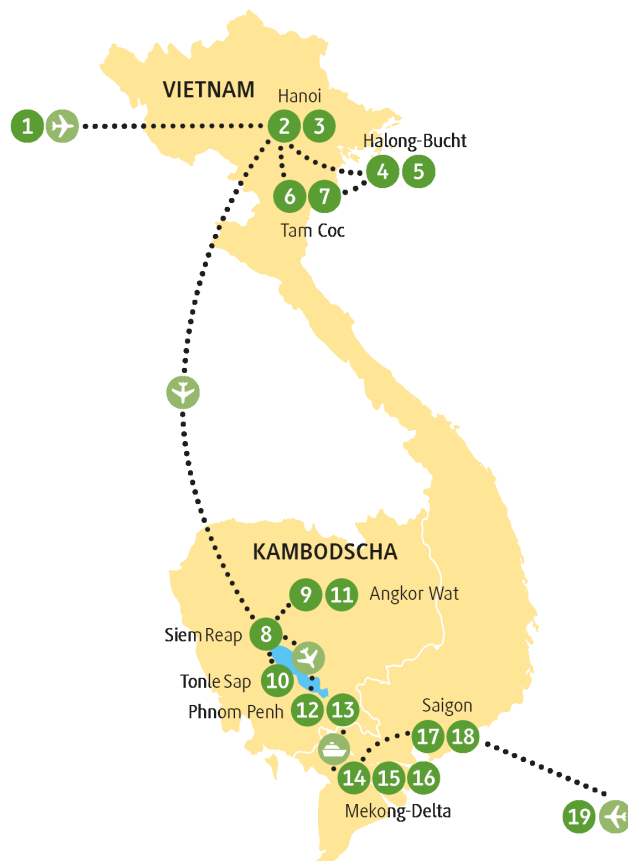 VIETNAM
Hanoi
1
2 3
Halong-Bucht
4 5
6 7
Tam Coc
KAMBODSCHA
9 11 Angkor Wat
Siem Reap 8
Tonle Sap 10
Phnom Penh 12 13
Saigon
17 18
14 15 16
Mekong-Delta
19